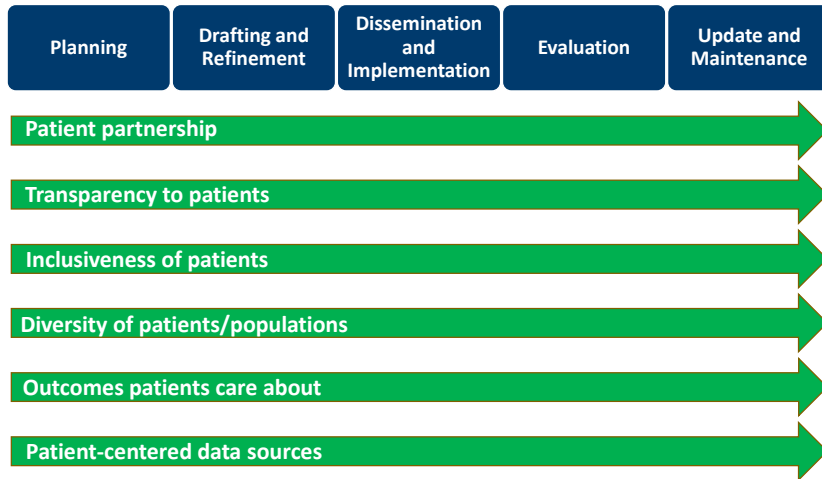 Planning
Drafting and
Refinement
Dissemination
and
Implementation
Evaluation
Update and
Maintenance
Patient partnership
Transparency to patients
Inclusiveness of patients
Diversity of patients/populations
Outcomes patients care about
Patient-centered data sources